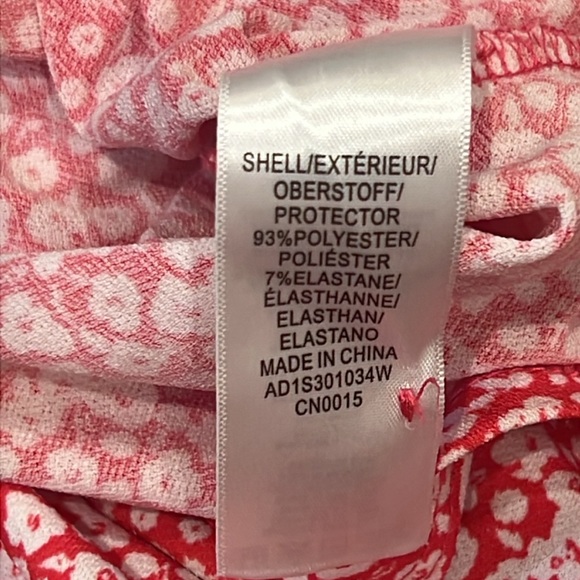 SHELL/EXTÉRIEUR/
OBERSTOFF/
PROTECTOR
93%POLYESTER/
POLIÉSTER
7%ELASTANE/
ÉLASTHANNE/
ELASTHAN/
ELASTANO
MADE IN CHINA
AD1S301034W
CN0015